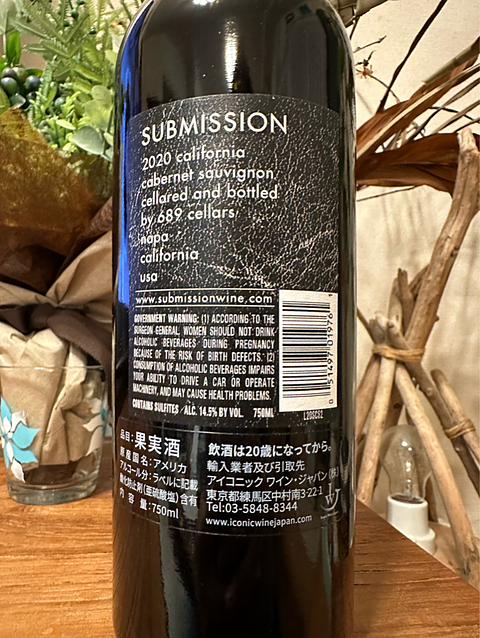 SUBMISSION
2020 california
cabernet sauvignon
cellared and bottled
by 689 cellars
napa
california
usa
www.submissionwine.com
GOVERNMENT WARNING: (1) ACCORDING TO THE
SURGEON GENERAL, WOMEN SHOULD NOT DRINK
ALCOHOLIC BEVERAGES DURING PREGNANCY
BECAUSE OF THE RISK OF BIRTH DEFECTS. (2)
CONSUMPTION OF ALCOHOLIC BEVERAGES IMPAIRS
YOUR ABILITY TO DRIVE A CAR OR OPERATE
MACHINERY, AND MAY CAUSE HEALTH PROBLEMS.
CONTAINS SULFITES / ALC. 14.5% BY VOL. 750ML
0 51497 01976 1
L20SCS2
品目:果実酒
原産国名:アメリカ
アルコール分:ラベルに記載
酸化防止剤(亜硫酸塩)含有
内容量:750ml
飲酒は20歳になってから。
輸入業者及び引取先
アイコニック ワイン・ジャパン(株)
東京都練馬区中村南3-22-1
Tel:03-5848-8344
www.iconicwinejapan.com